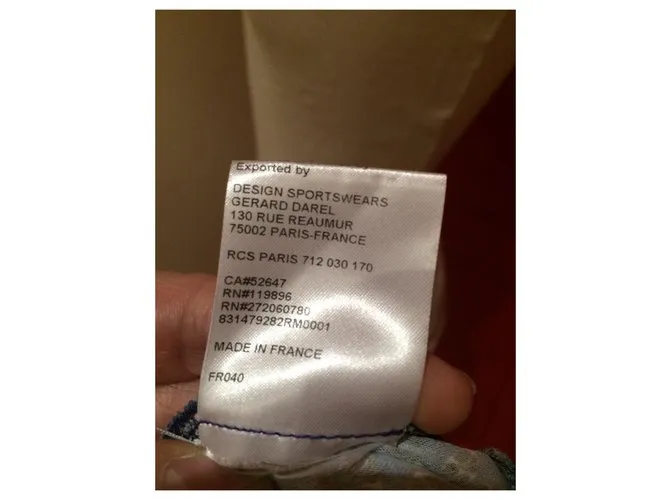 Exported by
DESIGN SPORTSWEARS
GERARD DAREL
130 RUE REAUMUR
75002 PARIS-FRANCE
RCS PARIS 712 030 170
CA#52647
RN#119896
RN#272060780
831479282RM0001
MADE IN FRANCE
FR040